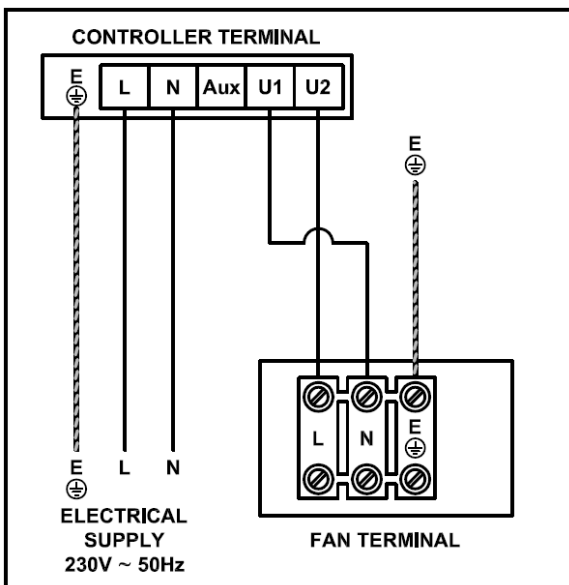 CONTROLLER TERMINAL
E
L N Aux U1 U2
E
L N E
E L N
ELECTRICAL
SUPPLY
230V ~ 50Hz
FAN TERMINAL